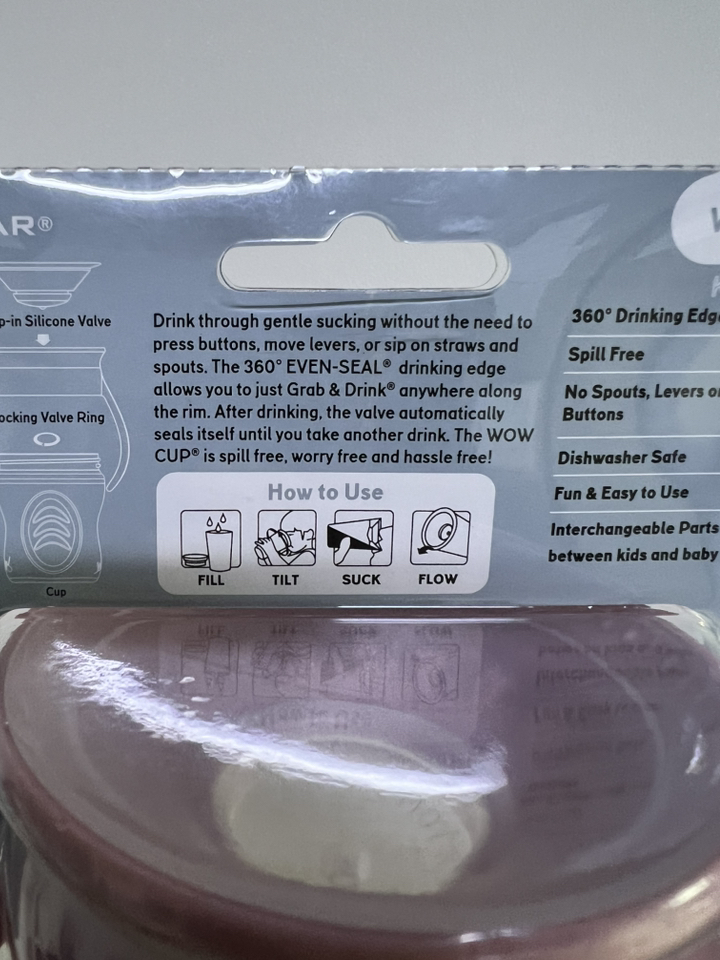 AR®
p-in Silicone Valve
ocking Valve Ring
Cup
Drink through gentle sucking without the need to
press buttons, move levers, or sip on straws and
spouts. The 360° EVEN-SEAL® drinking edge
allows you to just Grab & Drink® anywhere along
the rim. After drinking, the valve automatically
seals itself until you take another drink. The WOW
CUP® is spill free, worry free and hassle free!
How to Use
FILL TILT SUCK FLOW
360° Drinking Edg
Spill Free
No Spouts, Levers or
Buttons
Dishwasher Safe
Fun & Easy to Use
Interchangeable Parts
between kids and baby